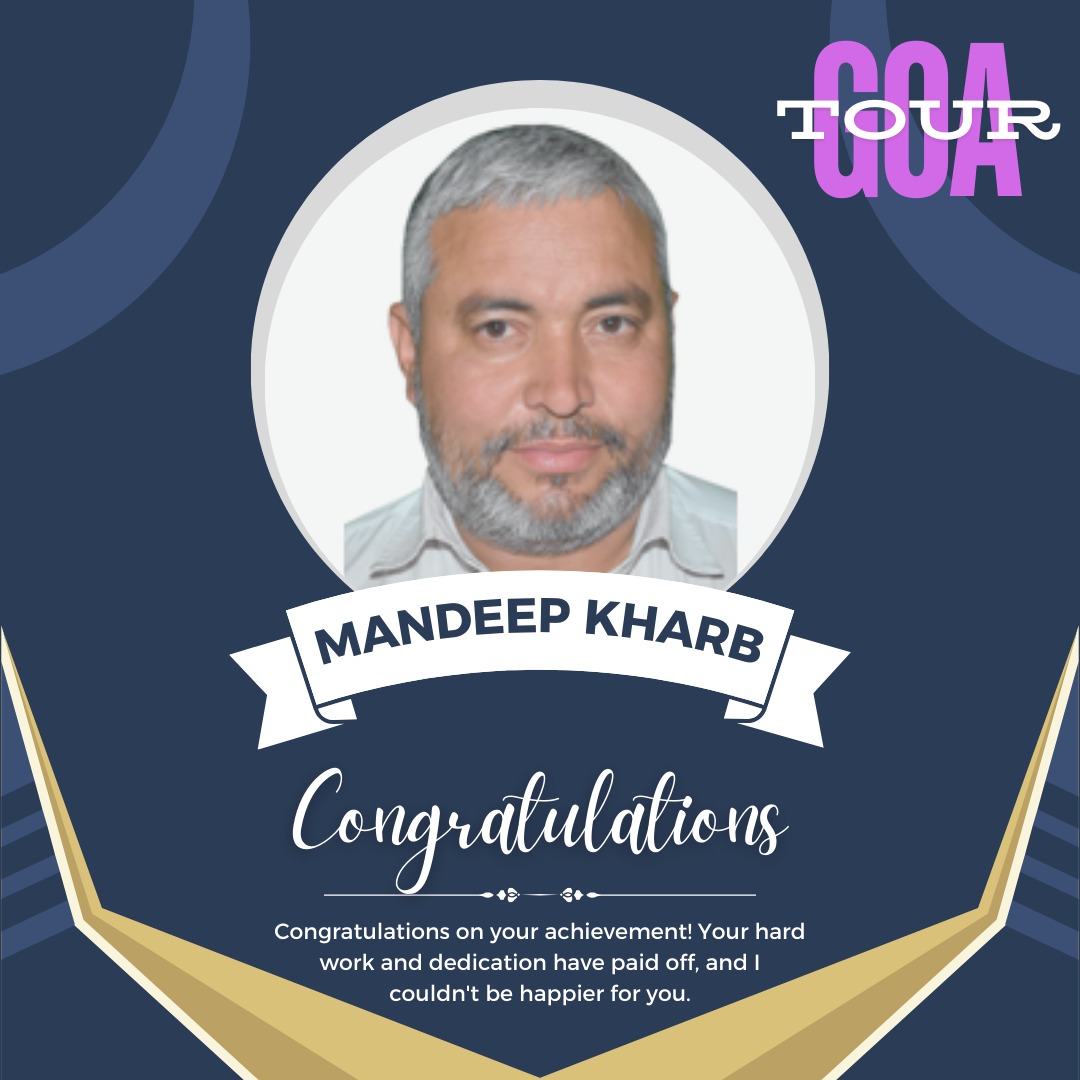 GOA
TOUR
MANDEEP KHARB
Congratulations
Congratulations on your achievement! Your hard
work and dedication have paid off, and I
couldn't be happier for you.